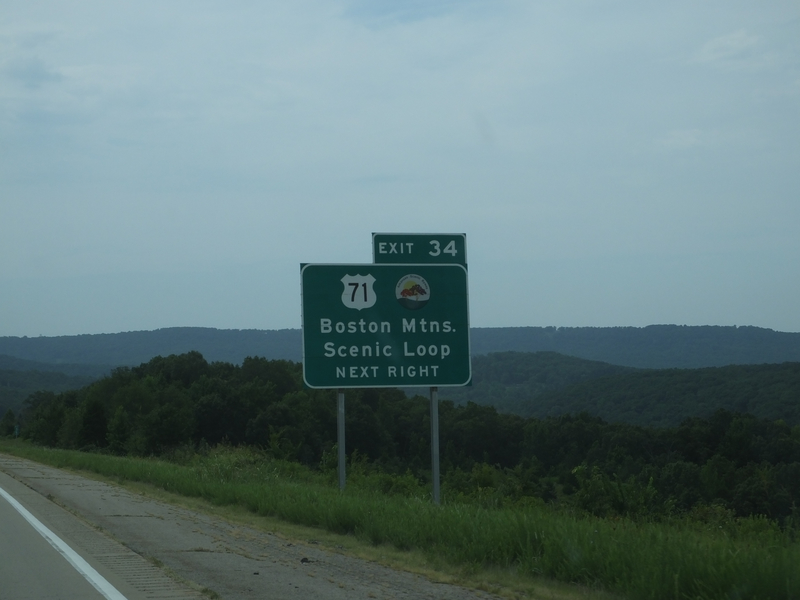 EXIT 34
71
Boston Mtns.
Scenic Loop
NEXT RIGHT